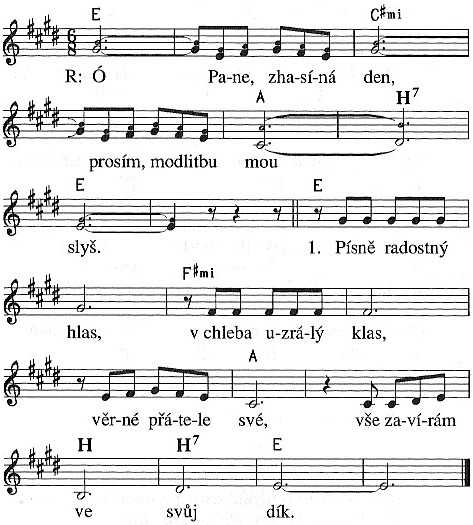 E C♯mi
R: Ó Pa-ne, zha-sí-ná den,
A H7
prosím, modlitbu mou
E E
slyš. 1. Písně radostný
F♯mi
hlas, v chleba u-zrá-lý klas,
A
věr-né přá-te-le své, vše za-ví-rám
H H7 E
ve svůj dík.